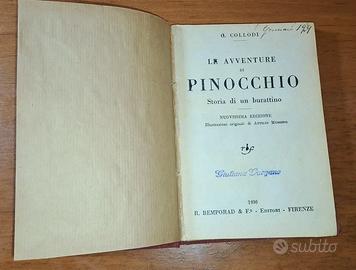 C. COLLODI
LE AVVENTURE
DI
PINOCCHIO
Storia di un burattino
NUOVISSIMA EDIZIONE
Illustrazioni originali di Attilio Mussino
Giuliana
1936
R. BEMPORAD & F.º - Editori - FIRENZE
subito